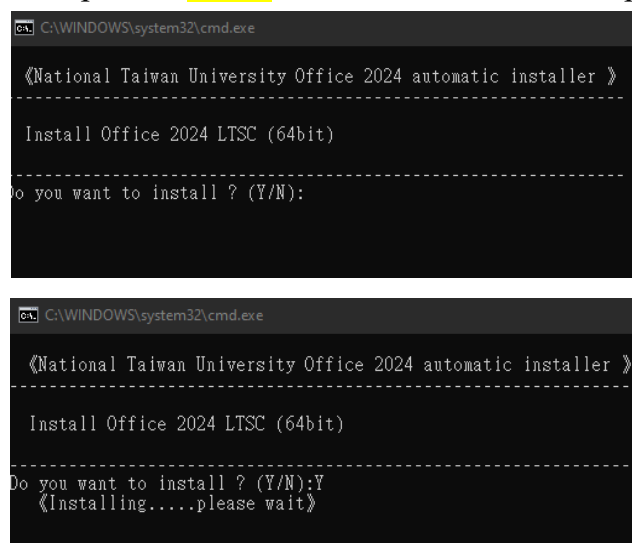 C:\WINDOWS\system32\cmd.exe
《National Taiwan University Office 2024 automatic installer 》
--------------------------------------------------------------
Install Office 2024 LTSC (64bit)
--------------------------------------------------------------
Do you want to install ? (Y/N):
C:\WINDOWS\system32\cmd.exe
《National Taiwan University Office 2024 automatic installer 》
--------------------------------------------------------------
Install Office 2024 LTSC (64bit)
--------------------------------------------------------------
Do you want to install ? (Y/N):Y
《Installing.....please wait》